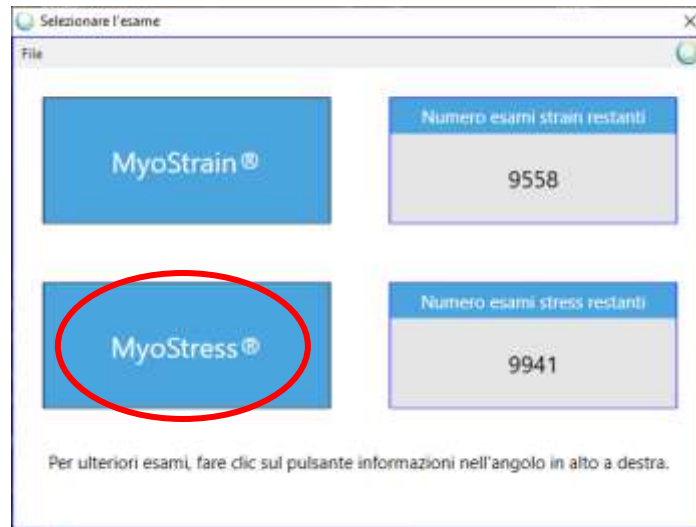 Selezionare l'esame
File
MyoStrain®
Numero esami strain restanti
9558
MyoStress®
Numero esami stress restanti
9941
Per ulteriori esami, fare clic sul pulsante informazioni nell'angolo in alto a destra.